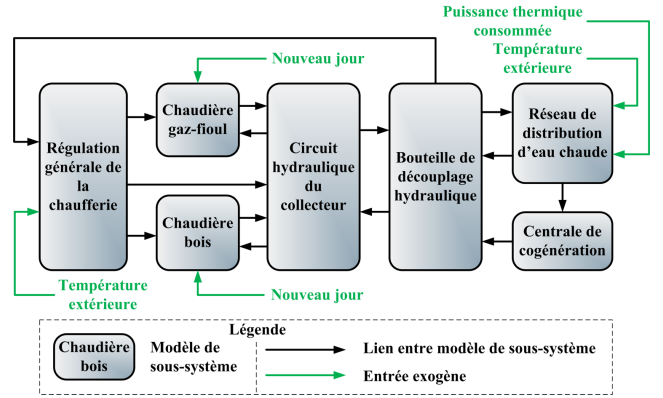 Puissance thermique
consommée
Température
extérieure
Nouveau jour
Régulation
générale de
la
chaufferie
Chaudière
gaz-fioul
Chaudière
bois
Circuit
hydraulique
du
collecteur
Bouteille de
découplage
hydraulique
Réseau de
distribution
d'eau chaude
Centrale de
cogénération
Température
extérieure
Nouveau jour
Légende
Chaudière
bois
Modèle de
sous-système
Lien entre modèle de sous-système
Entrée exogène